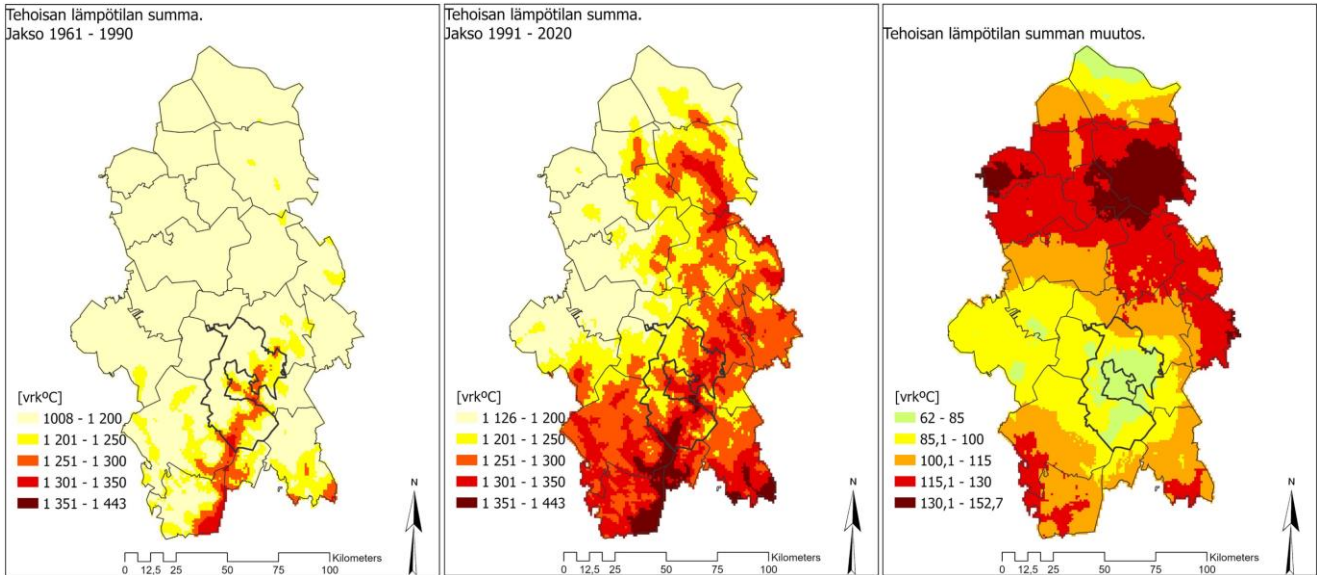 Tehoisan lämpötilan summa.
Jakso 1961 - 1990
[vrkºC]
1008 - 1 200
1 201 - 1 250
1 251 - 1 300
1 301 - 1 350
1 351 - 1 443
N
Kilometers
0 12,5 25 50 75 100
Tehoisan lämpötilan summa.
Jakso 1991 - 2020
[vrkºC]
1 126 - 1 200
1 201 - 1 250
1 251 - 1 300
1 301 - 1 350
1 351 - 1 443
N
Kilometers
0 12,5 25 50 75 100
Tehoisan lämpötilan summan muutos.
[vrkºC]
62 - 85
85,1 - 100
100,1 - 115
115,1 - 130
130,1 - 152,7
N
Kilometers
0 12,5 25 50 75 100